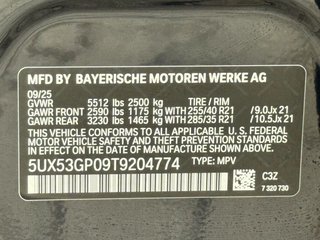 MFD BY BAYERISCHE MOTOREN WERKE AG
09/25
GVWR 5512 lbs 2500 kg TIRE / RIM
GAWR FRONT 2590 lbs 1175 kg WITH 255/40 R21 /9.0Jx 21
GAWR REAR 3230 lbs 1465 kg WITH 285/35 R21 /10.5Jx 21
THIS VEHICLE CONFORMS TO ALL APPLICABLE U.S. FEDERAL MOTOR
VEHICLE SAFETY, BUMPER, AND THEFT PREVENTION STANDARDS
IN EFFECT ON THE DATE OF MANUFACTURE SHOWN ABOVE.
5UX53GP09T9204774 TYPE: MPV
C3Z
7 320 730